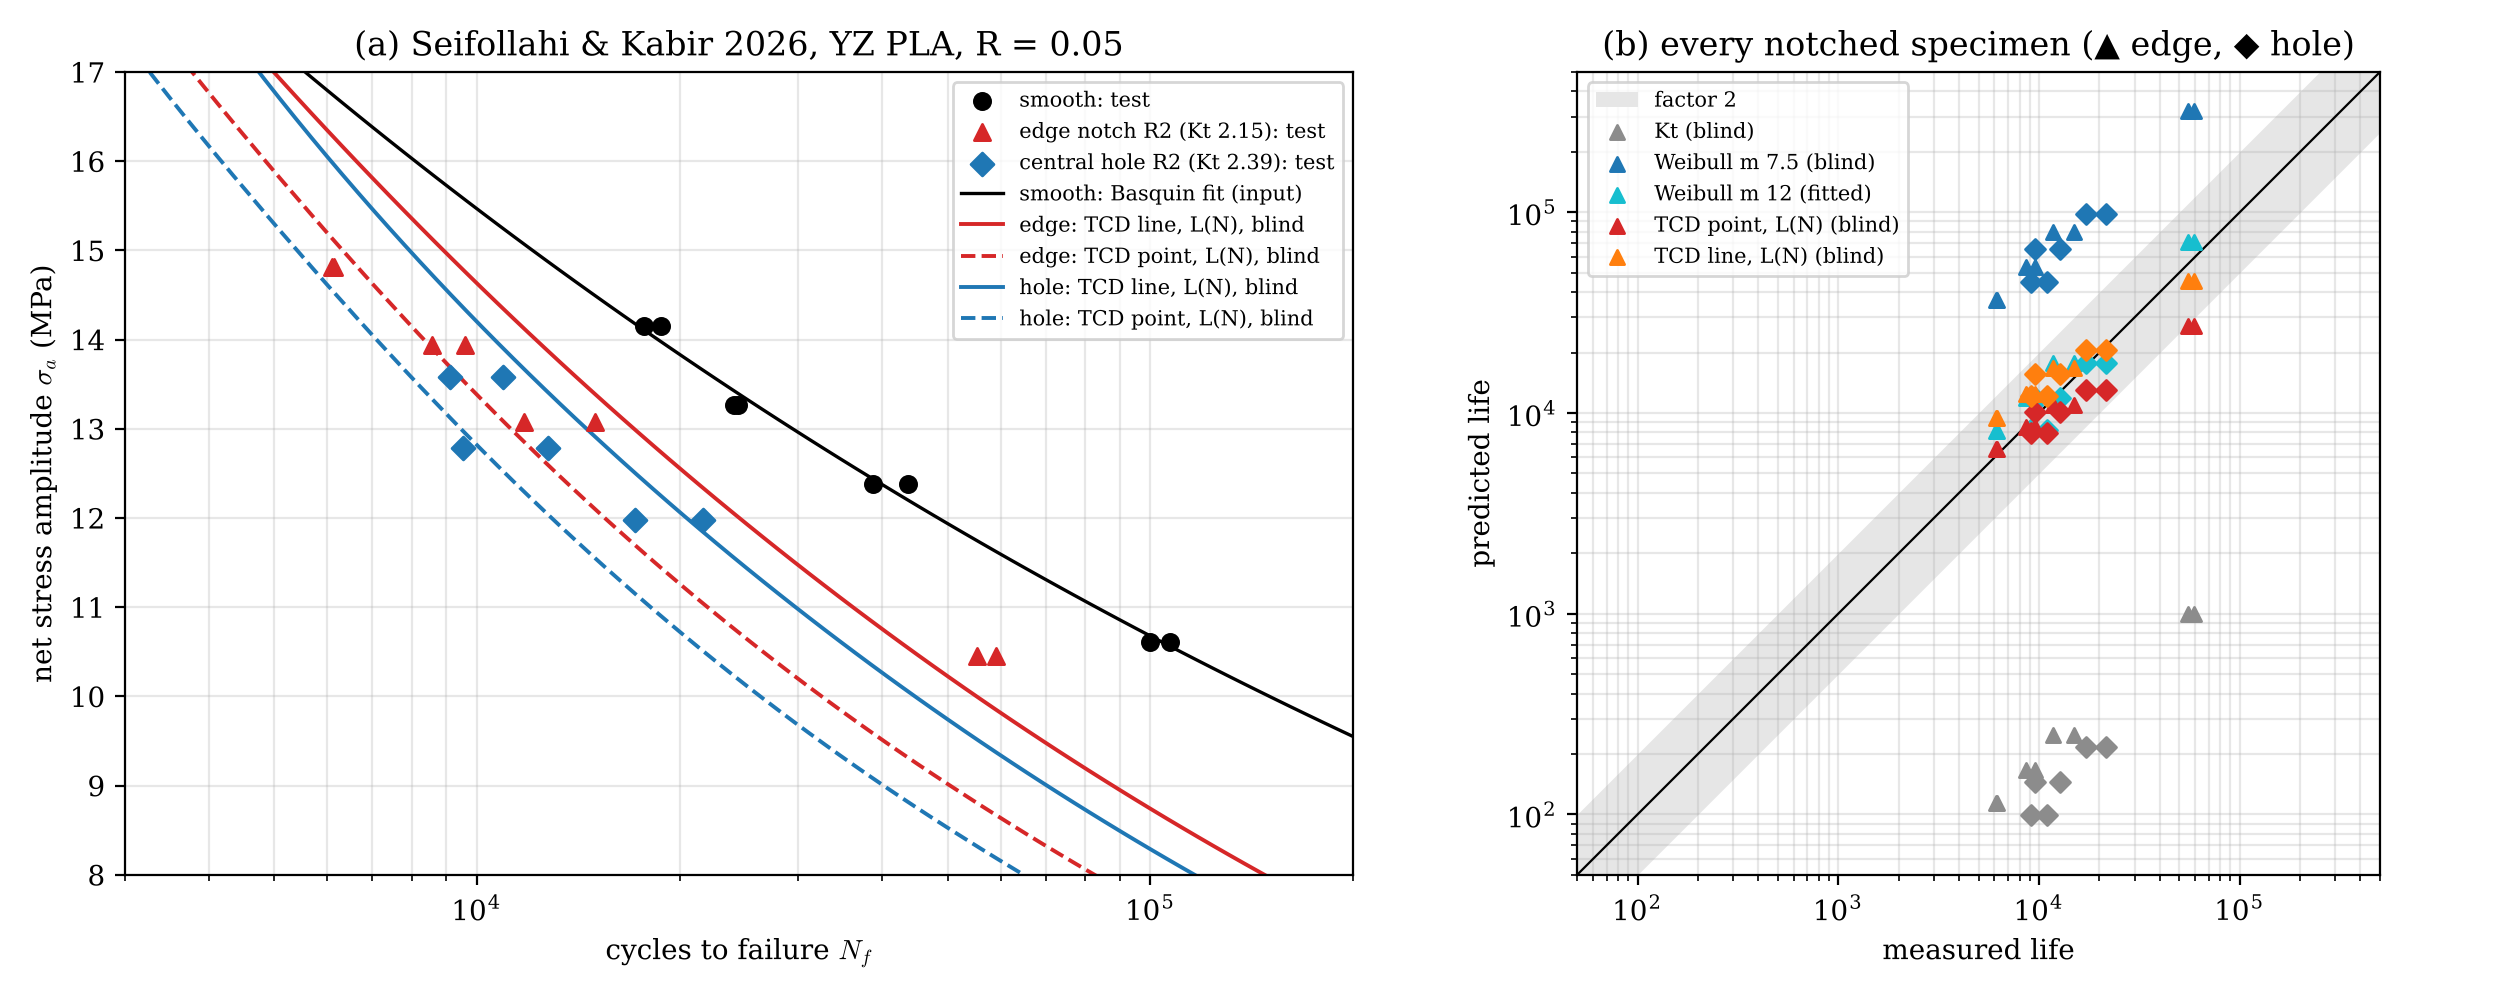 (a) Seifollahi & Kabir 2026, YZ PLA, R = 0.05
17
16
15
14
13
12
11
10
9
8
net stress amplitude σₐ (MPa)
smooth: test
edge notch R2 (Kt 2.15): test
central hole R2 (Kt 2.39): test
smooth: Basquin fit (input)
edge: TCD line, L(N), blind
edge: TCD point, L(N), blind
hole: TCD line, L(N), blind
hole: TCD point, L(N), blind
10⁴
10⁵
cycles to failure N_f
(b) every notched specimen (▲ edge, ◆ hole)
factor 2
Kt (blind)
Weibull m 7.5 (blind)
Weibull m 12 (fitted)
TCD point, L(N) (blind)
TCD line, L(N) (blind)
10⁵
10⁴
10³
10²
predicted life
10²
10³
10⁴
10⁵
measured life